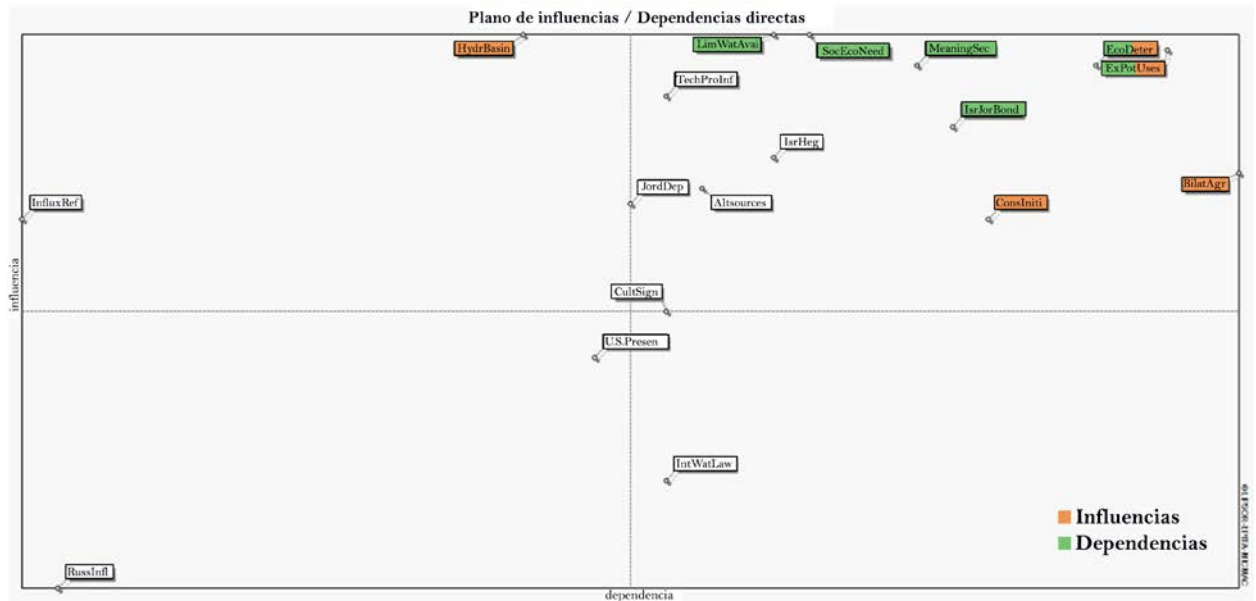 Plano de influencias / Dependencias directas
HydrBasin
LimWatAvai
SocEcoNeed
MeaningSec
EcoDeter
ExPotUses
TechProInf
IsrJorBond
IsrHeg
BilatAgr
InfluxRef
JordDep
Altsources
ConsIniti
influencia
CultSign
U.S.Presen
IntWatLaw
Influencias
Dependencias
RussInfl
dependencia